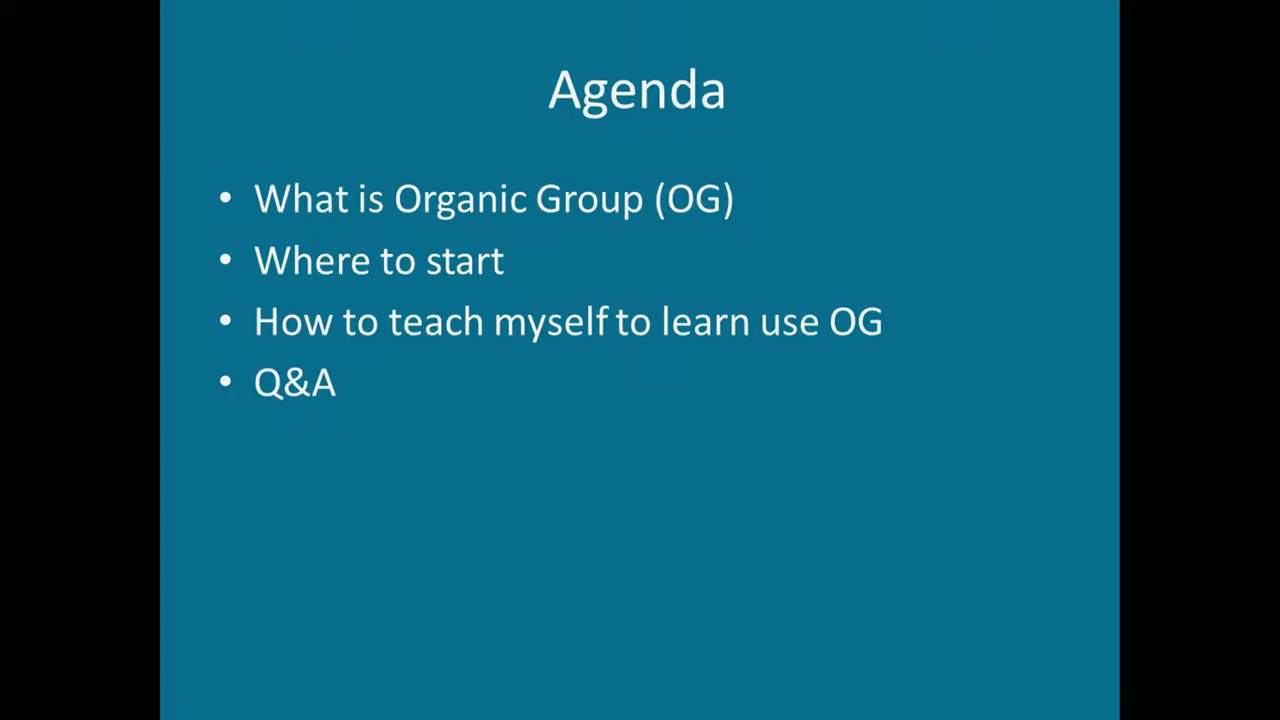 Agenda
• What is Organic Group (OG)
• Where to start
• How to teach myself to learn use OG
• Q&A